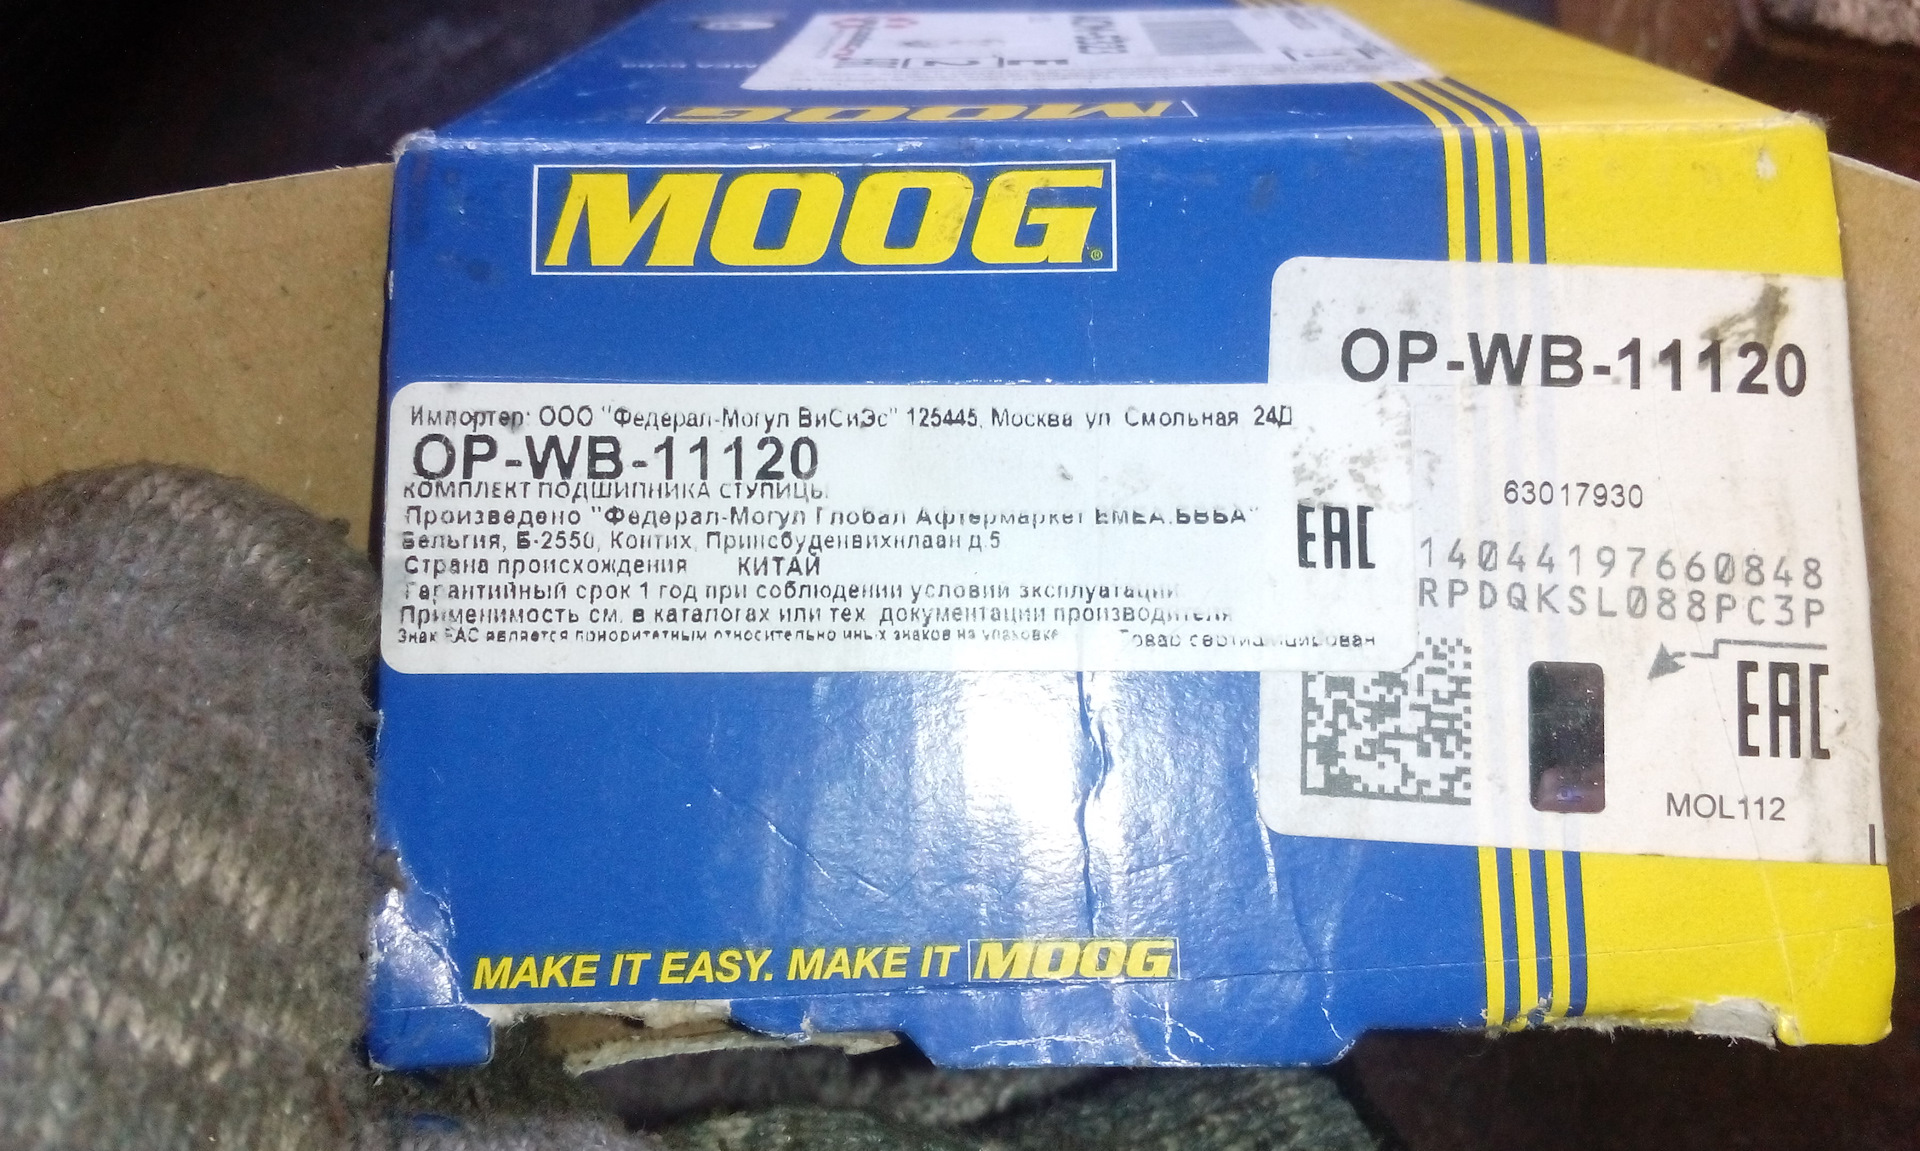 MOOG
MOOG
OP-WB-11120
Импортер: ООО "Федерал-Могул ВиСиЭс" 125445, Москва ул. Смольная 24Д
OP-WB-11120
КОМПЛЕКТ ПОДШИПНИКА СТУПИЦЫ
Произведено "Федерал-Могул Глобал Афтермаркет ЕМЕА,БВБА"
Бельгия, Б-2550, Контих, Принсбуденвихнлаан д.5
Страна происхождения КИТАЙ
Гарантийный срок 1 год при соблюдении условий эксплуатации
Применимость см. в каталогах или тех. документации производителя
Знак ЕАС является приоритетным относительно иных знаков на упаковке Товар сертифицирован
EAC
63017930
14044197660848
RPDQKSL088PC3P
EAC
MOL112
MAKE IT EASY. MAKE IT MOOG